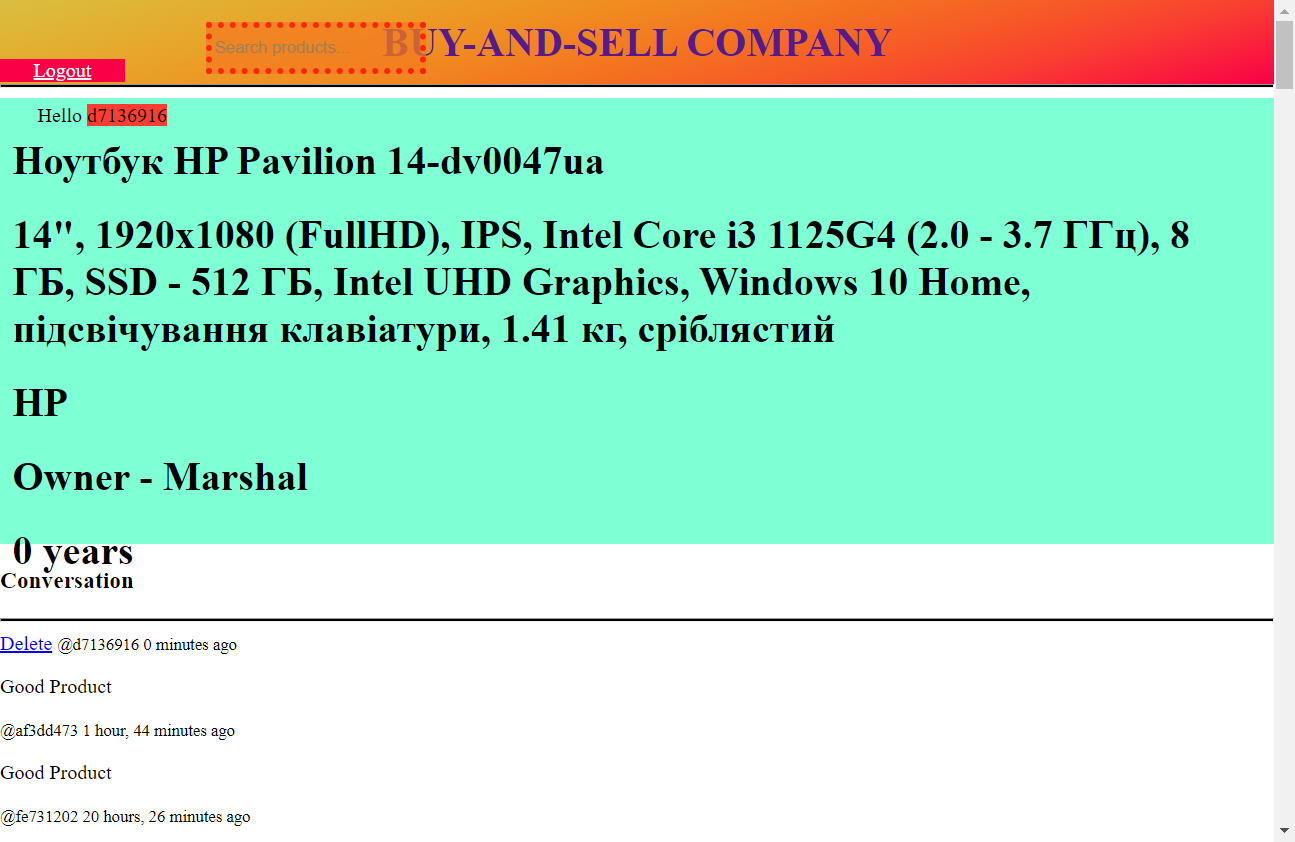 Search products...
BUY-AND-SELL COMPANY
Logout
Hello d7136916
Ноутбук HP Pavilion 14-dv0047ua
14", 1920x1080 (FullHD), IPS, Intel Core i3 1125G4 (2.0 - 3.7 ГГц), 8
ГБ, SSD - 512 ГБ, Intel UHD Graphics, Windows 10 Home,
підсвічування клавіатури, 1.41 кг, сріблястий
HP
Owner - Marshal
0 years
Conversation
Delete @d7136916 0 minutes ago
Good Product
@af3dd473 1 hour, 44 minutes ago
Good Product
@fe731202 20 hours, 26 minutes ago